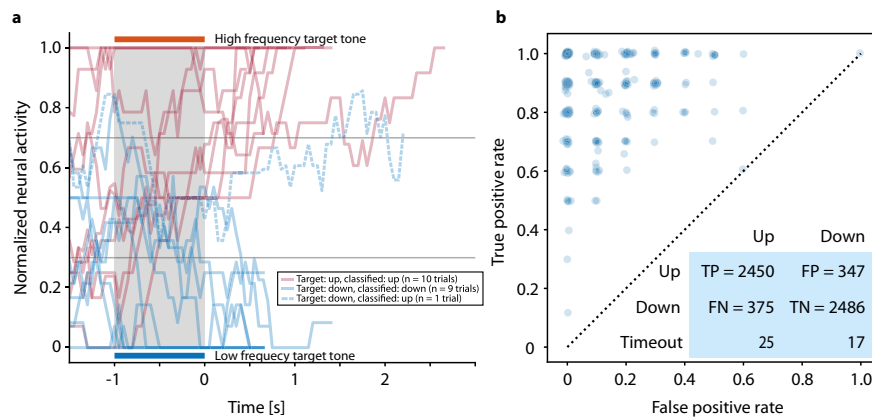 a
High frequency target tone
1.0
0.8
0.6
0.4
0.2
0
Normalized neural activity
Target: up, classified: up (n = 10 trials)
Target: down, classified: down (n = 9 trials)
Target: down, classified: up (n = 1 trial)
Low frequecy target tone
-1 0 1 2
Time [s]
b
1.0
0.8
0.6
0.4
0.2
0
True positive rate
Up Down
Up TP = 2450 FP = 347
Down FN = 375 TN = 2486
Timeout 25 17
0 0.2 0.4 0.6 0.8 1.0
False positive rate